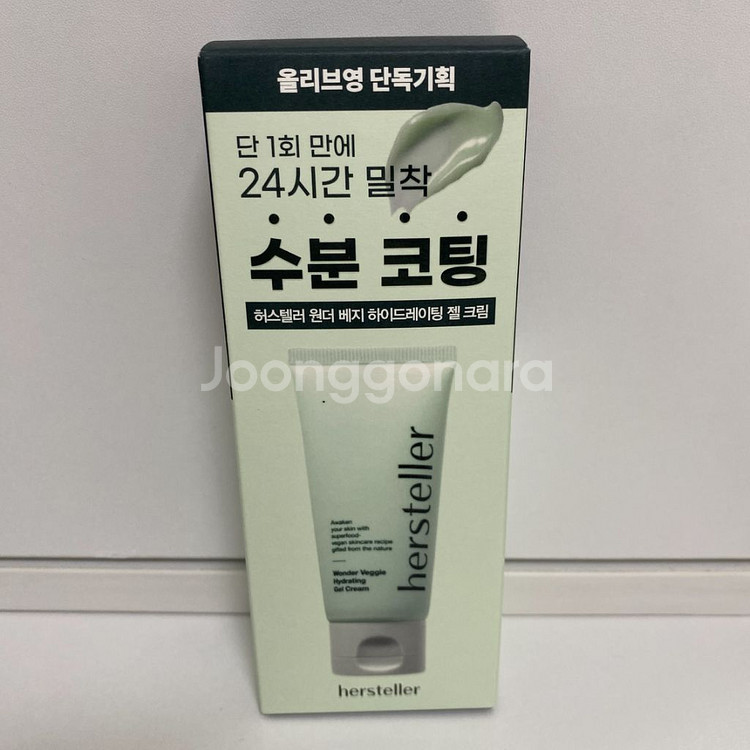 올리브영 단독기획
단 1회 만에
24시간 밀착
수분 코팅
허스텔러 원더 베지 하이드레이팅 젤 크림
Joonggonara
hersteller
Awaken
your skin with
superfood-
vegan skincare recipe
gifted from the nature
Wonder Veggie
Hydrating
Gel Cream
hersteller